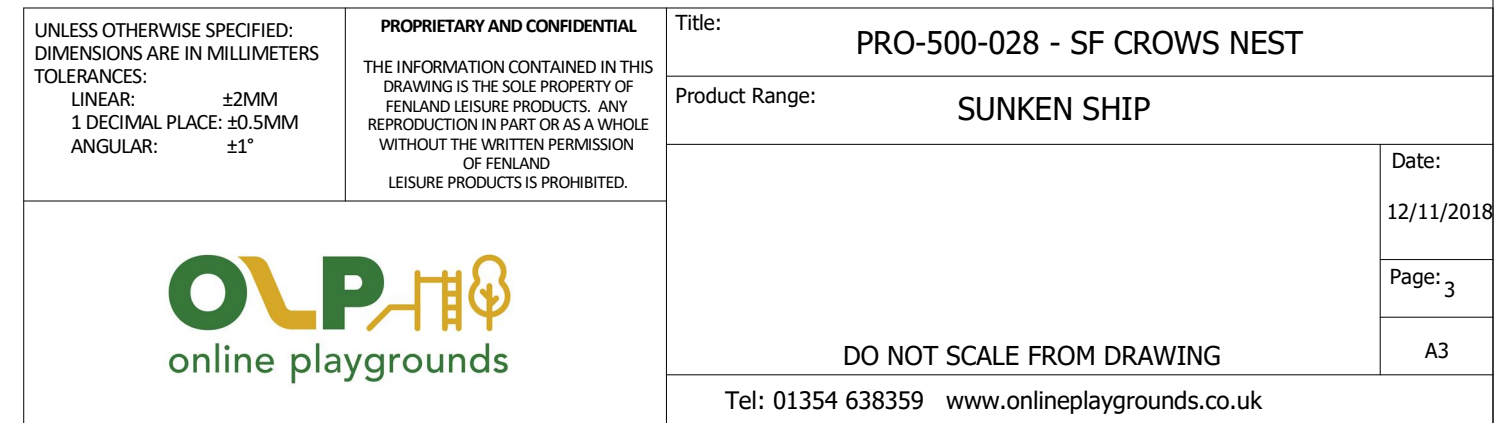 UNLESS OTHERWISE SPECIFIED:
DIMENSIONS ARE IN MILLIMETERS
TOLERANCES:
LINEAR: ±2MM
1 DECIMAL PLACE: ±0.5MM
ANGULAR: ±1°
PROPRIETARY AND CONFIDENTIAL
THE INFORMATION CONTAINED IN THIS
DRAWING IS THE SOLE PROPERTY OF
FENLAND LEISURE PRODUCTS. ANY
REPRODUCTION IN PART OR AS A WHOLE
WITHOUT THE WRITTEN PERMISSION
OF FENLAND
LEISURE PRODUCTS IS PROHIBITED.
Title:
PRO-500-028 - SF CROWS NEST
Product Range:
SUNKEN SHIP
Date:
12/11/2018
Page: 3
A3
DO NOT SCALE FROM DRAWING
Tel: 01354 638359 www.onlineplaygrounds.co.uk
OLP
online playgrounds